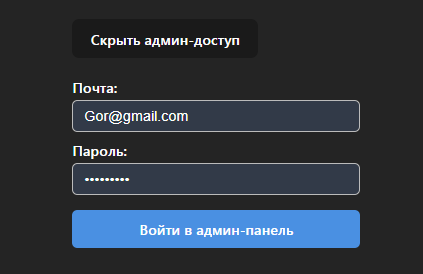 Скрыть админ-доступ
Почта:
Gor@gmail.com
Пароль:
•••••••••
Войти в админ-панель